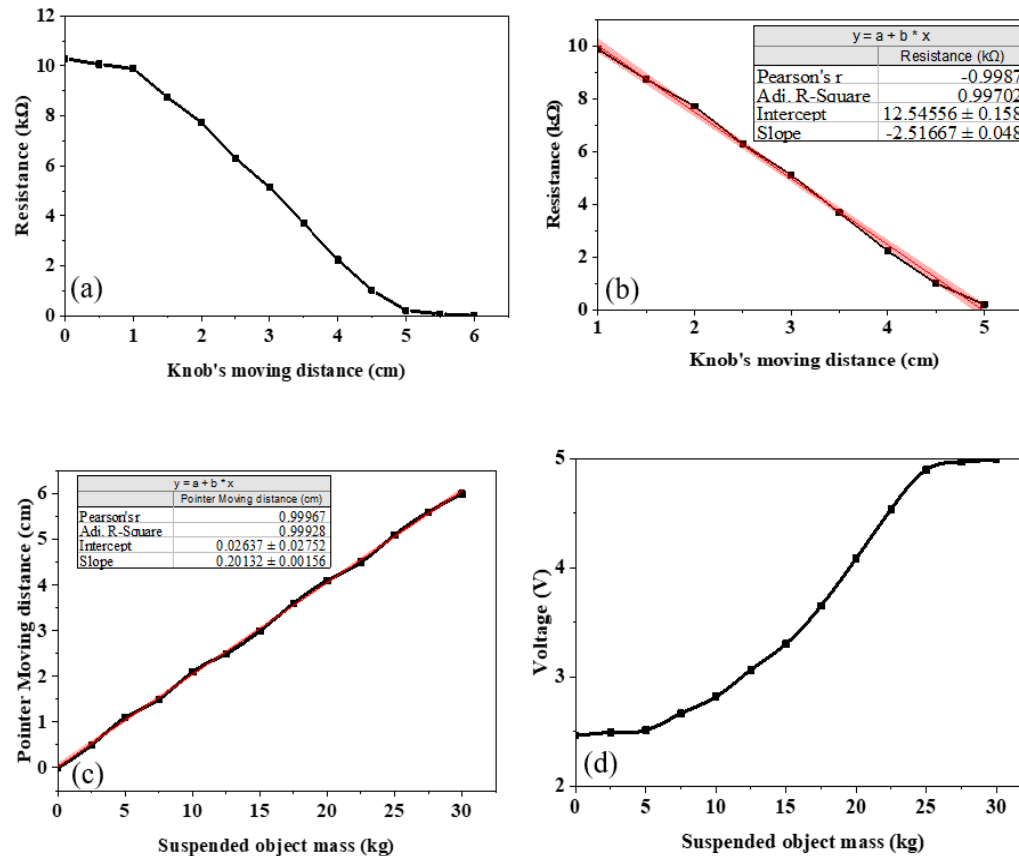 12
10
8
6
4
2
0
0 1 2 3 4 5 6
Resistance (kΩ)
Knob's moving distance (cm)
(a)
y = a + b * x
Resistance (kΩ)
Pearson's r -0.9987
Adj. R-Square 0.99702
Intercept 12.54556 ± 0.158
Slope -2.51667 ± 0.048
10
8
6
4
2
0
1 2 3 4 5
Resistance (kΩ)
Knob's moving distance (cm)
(b)
y = a + b * x
Pointer Moving distance (cm)
Pearson's r 0.99967
Adj. R-Square 0.99928
Intercept 0.02637 ± 0.02752
Slope 0.20132 ± 0.00156
6
5
4
3
2
1
0
0 5 10 15 20 25 30
Pointer Moving distance (cm)
Suspended object mass (kg)
(c)
5
4
3
2
0 5 10 15 20 25 30
Voltage (V)
Suspended object mass (kg)
(d)